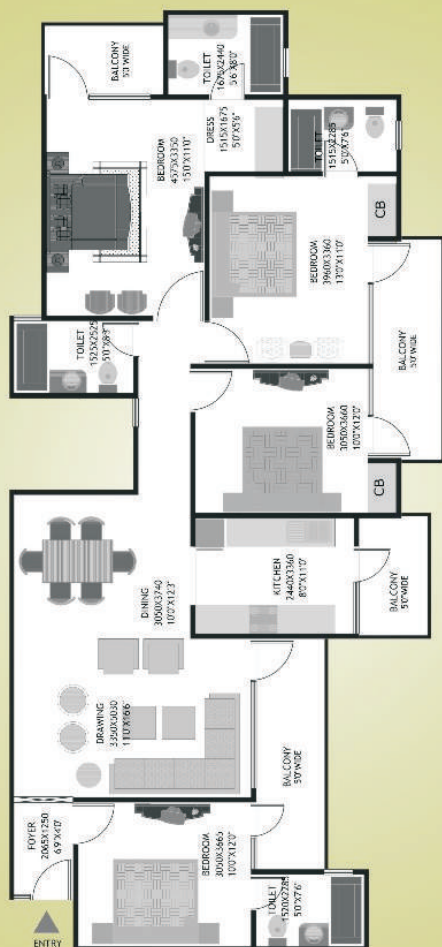 BALCONY
5'0"WIDE
TOILET
1675X2440
5'6"X8'0"
BEDROOM
4575X3350
15'0"X11'0"
DRESS
1515X1675
5'0"X5'6"
TOILET
1515X2285
5'0"X7'6"
CB
BEDROOM
3960X3360
13'0"X11'0"
BALCONY
5'0"WIDE
TOILET
1525X2525
5'0"X8'3"
BEDROOM
3050X3660
10'0"X12'0"
CB
DINING
3050X3740
10'0"X12'3"
KITCHEN
2440X3360
8'0"X11'0"
BALCONY
5'0"WIDE
DRAWING
3350X5030
11'0"X16'6"
BALCONY
5'0"WIDE
FOYER
2065X1250
6'9"X4'0"
BEDROOM
3050X3665
10'0"X12'0"
TOILET
1520X2285
5'0"X7'6"
ENTRY